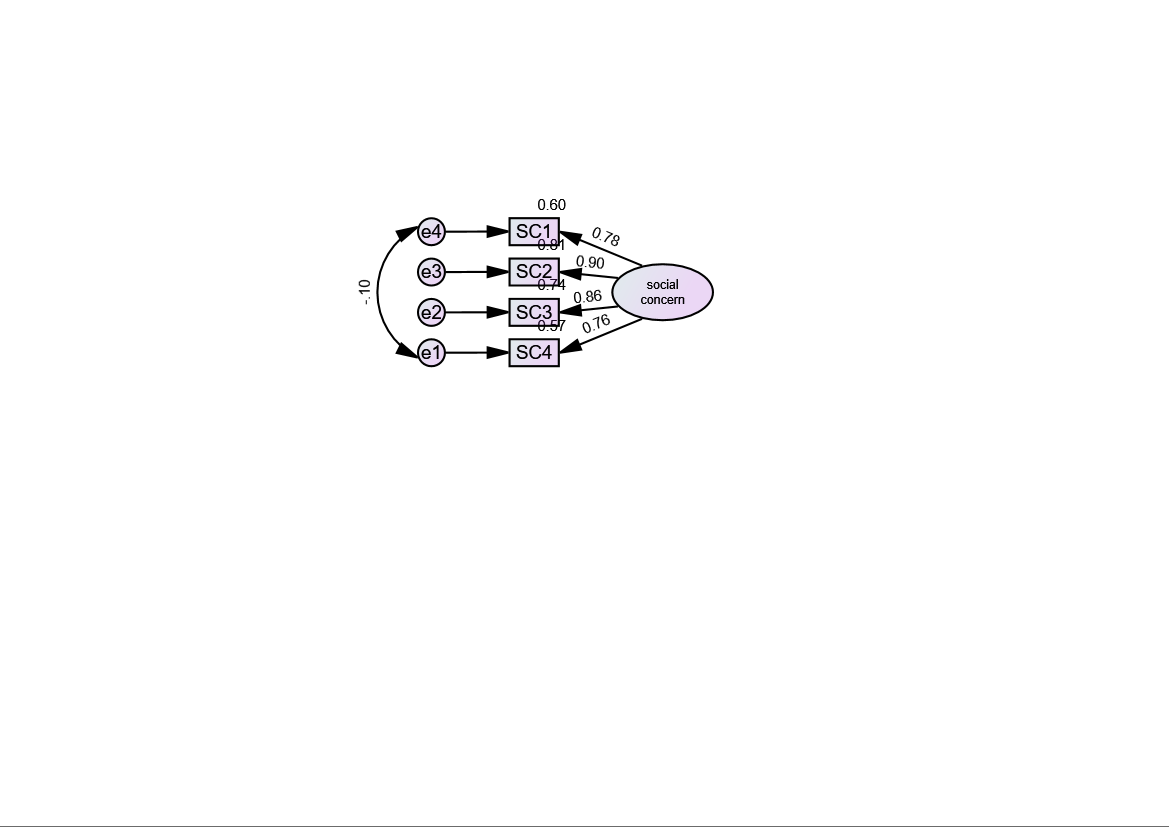 0.60
e4
SC1
0.78
0.81
e3
SC2
0.90
0.74
social
concern
-.10
e2
SC3
0.86
0.57
e1
SC4
0.76